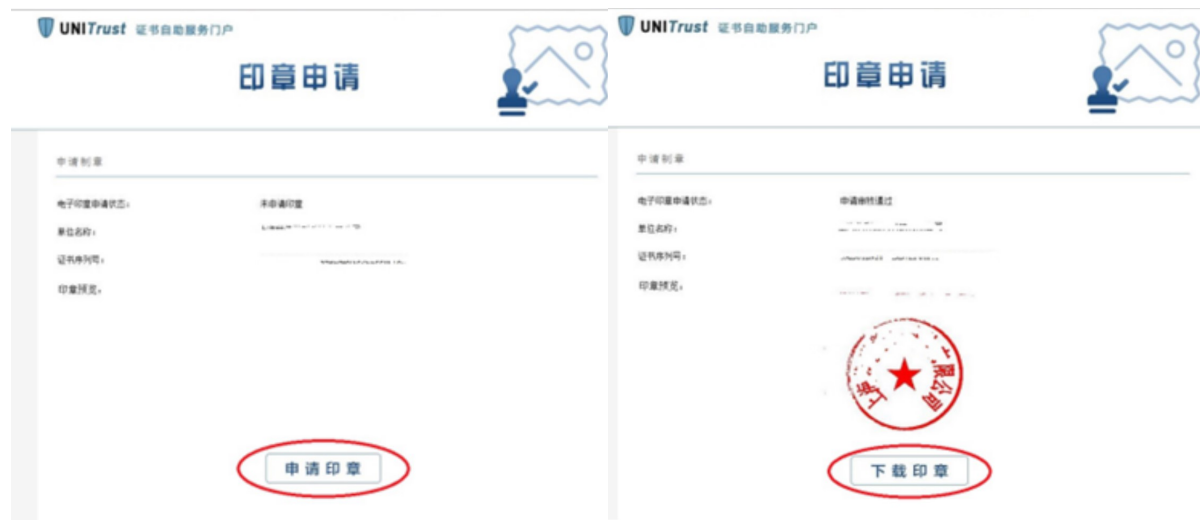 UNITrust 证书自助服务门户
印章申请
申请制章
电子印章申请状态：
未申请印章
单位名称：
证书序列号：
印章预览：
申请印章
UNITrust 证书自助服务门户
印章申请
申请制章
电子印章申请状态：
申请审核通过
单位名称：
证书序列号：
印章预览：
上海
限公司
下载印章